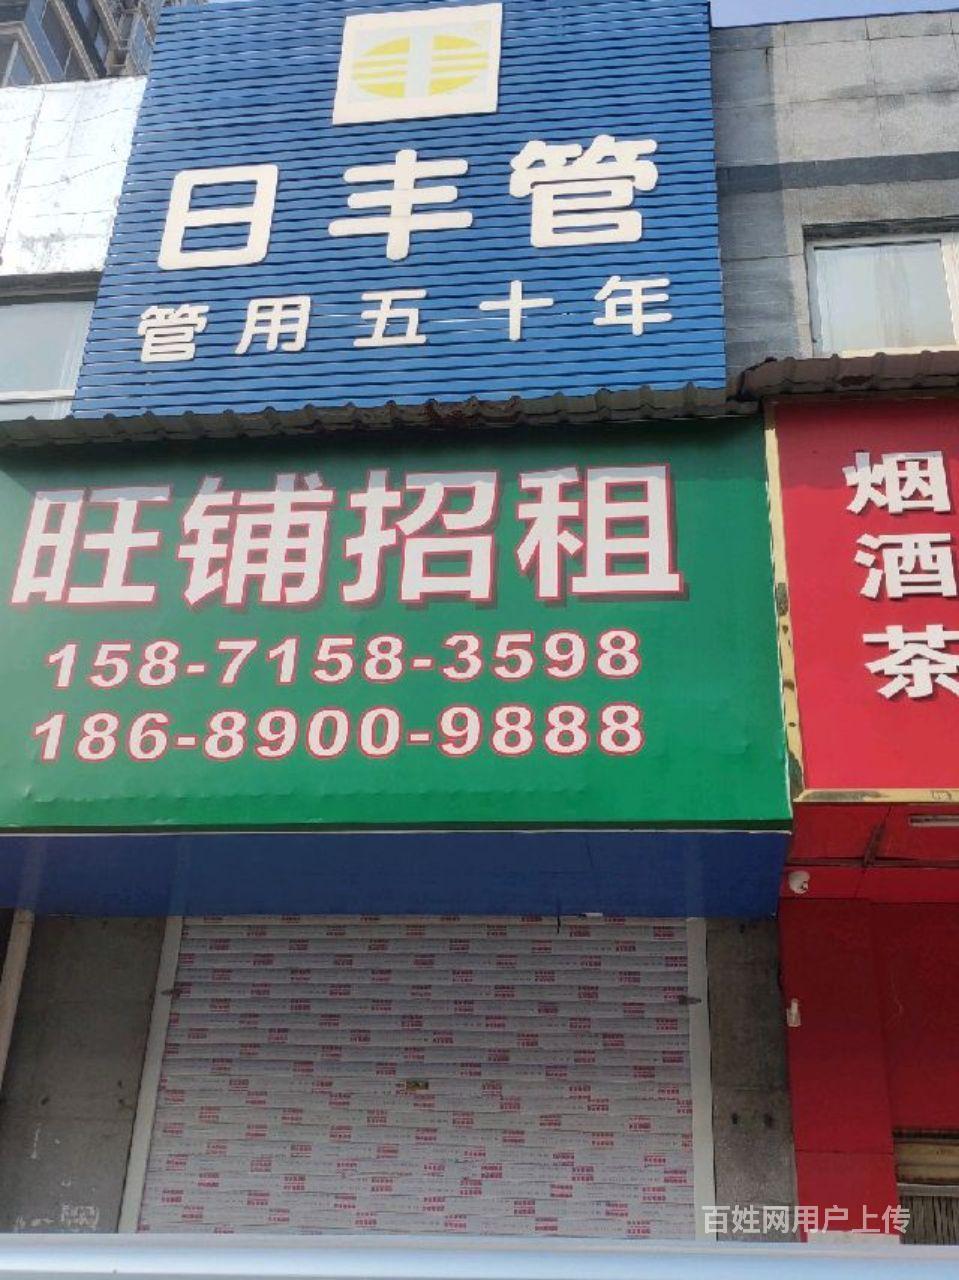 日丰管
管用五十年
旺铺招租
158-7158-3598
186-8900-9888
烟
酒
茶
百姓网用户上传